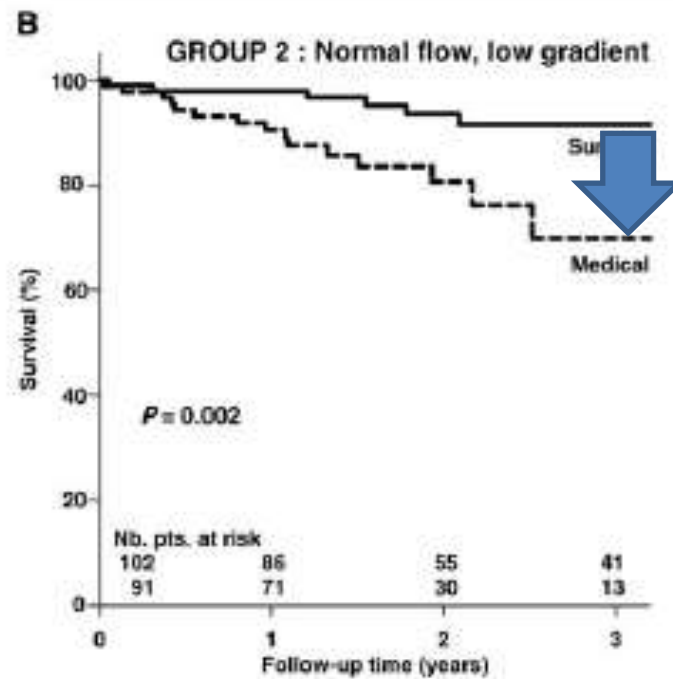 B
GROUP 2 : Normal flow, low gradient
100
80
60
40
20
0
Survival (%)
Medical
P = 0.002
Nb. pts. at risk
102 86 55 41
91 71 30 13
0 1 2 3
Follow-up time (years)